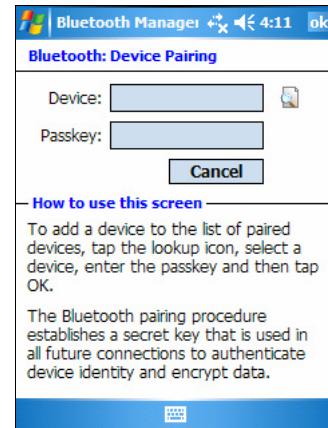 Bluetooth Manager 4:11 ok
Bluetooth: Device Pairing
Device:
Passkey:
Cancel
How to use this screen
To add a device to the list of paired
devices, tap the lookup icon, select a
device, enter the passkey and then tap
OK.
The Bluetooth pairing procedure
establishes a secret key that is used in
all future connections to authenticate
device identity and encrypt data.